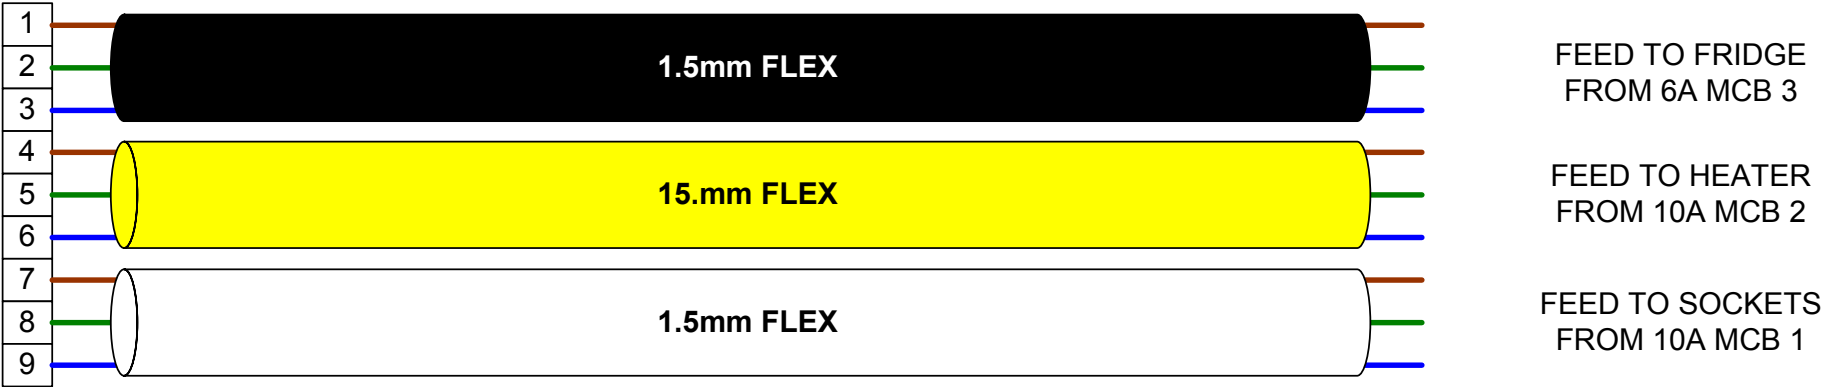 1
2
3
4
5
6
7
8
9
1.5mm FLEX
FEED TO FRIDGE
FROM 6A MCB 3
15.mm FLEX
FEED TO HEATER
FROM 10A MCB 2
1.5mm FLEX
FEED TO SOCKETS
FROM 10A MCB 1